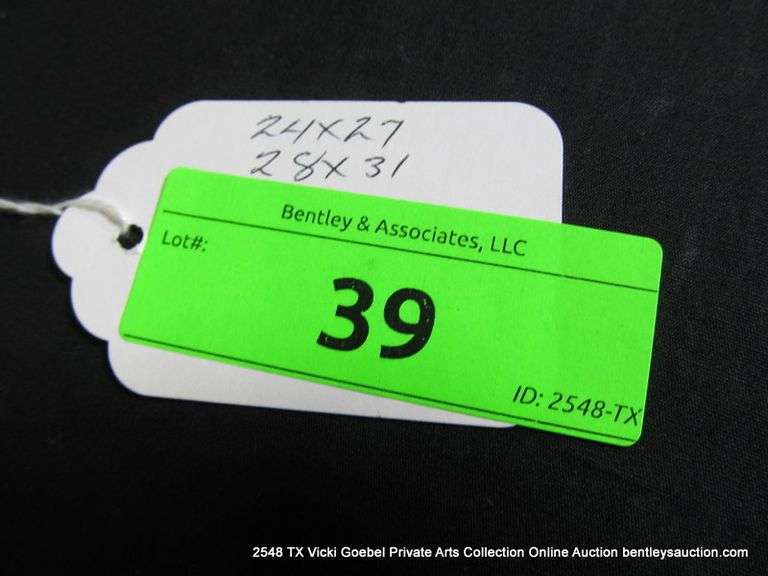 24X27
28X31
Bentley & Associates, LLC
Lot#:
39
ID: 2548-TX
2548 TX Vicki Goebel Private Arts Collection Online Auction bentleysauction.com